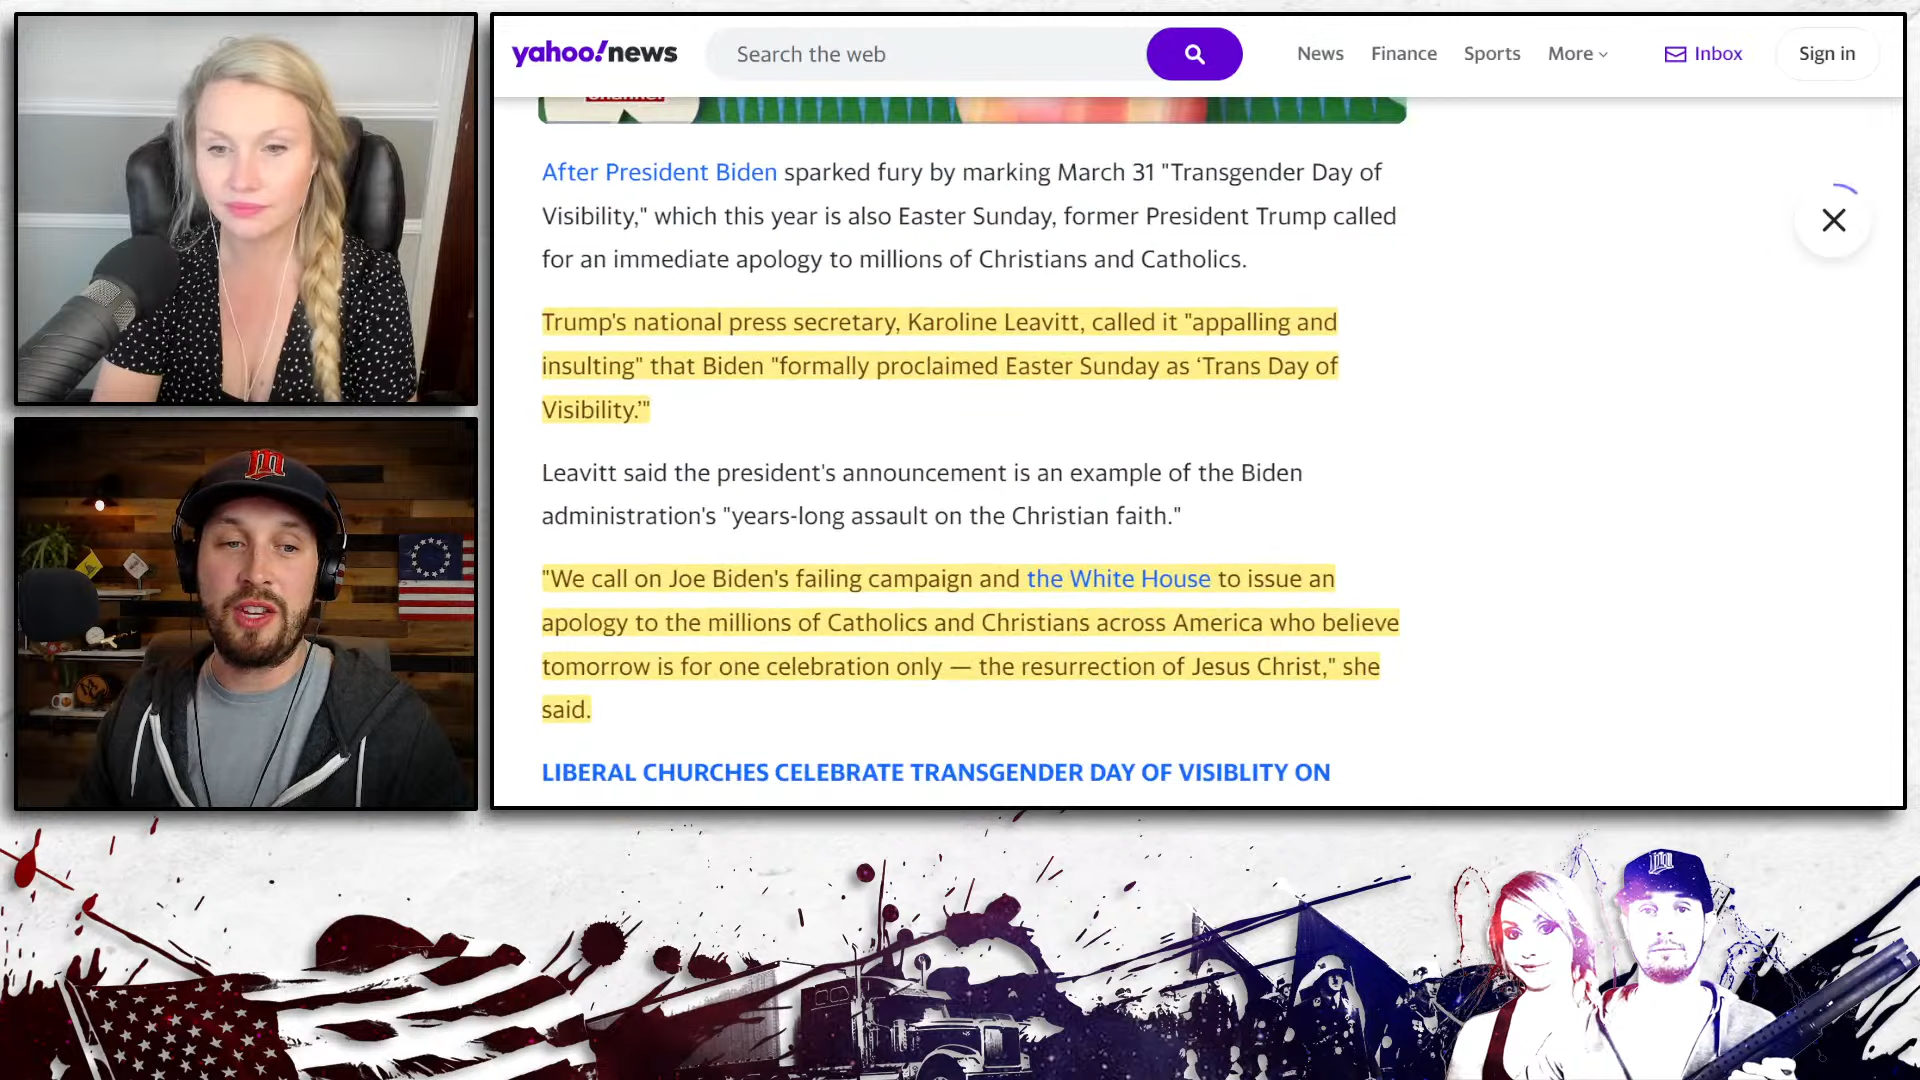 yahoo!news
Search the web
News Finance Sports More Inbox Sign in
After President Biden sparked fury by marking March 31 "Transgender Day of
Visibility," which this year is also Easter Sunday, former President Trump called
for an immediate apology to millions of Christians and Catholics.
Trump's national press secretary, Karoline Leavitt, called it "appalling and
insulting" that Biden "formally proclaimed Easter Sunday as ‘Trans Day of
Visibility.’"
Leavitt said the president's announcement is an example of the Biden
administration's "years-long assault on the Christian faith."
"We call on Joe Biden's failing campaign and the White House to issue an
apology to the millions of Catholics and Christians across America who believe
tomorrow is for one celebration only — the resurrection of Jesus Christ," she
said.
LIBERAL CHURCHES CELEBRATE TRANSGENDER DAY OF VISIBLITY ON